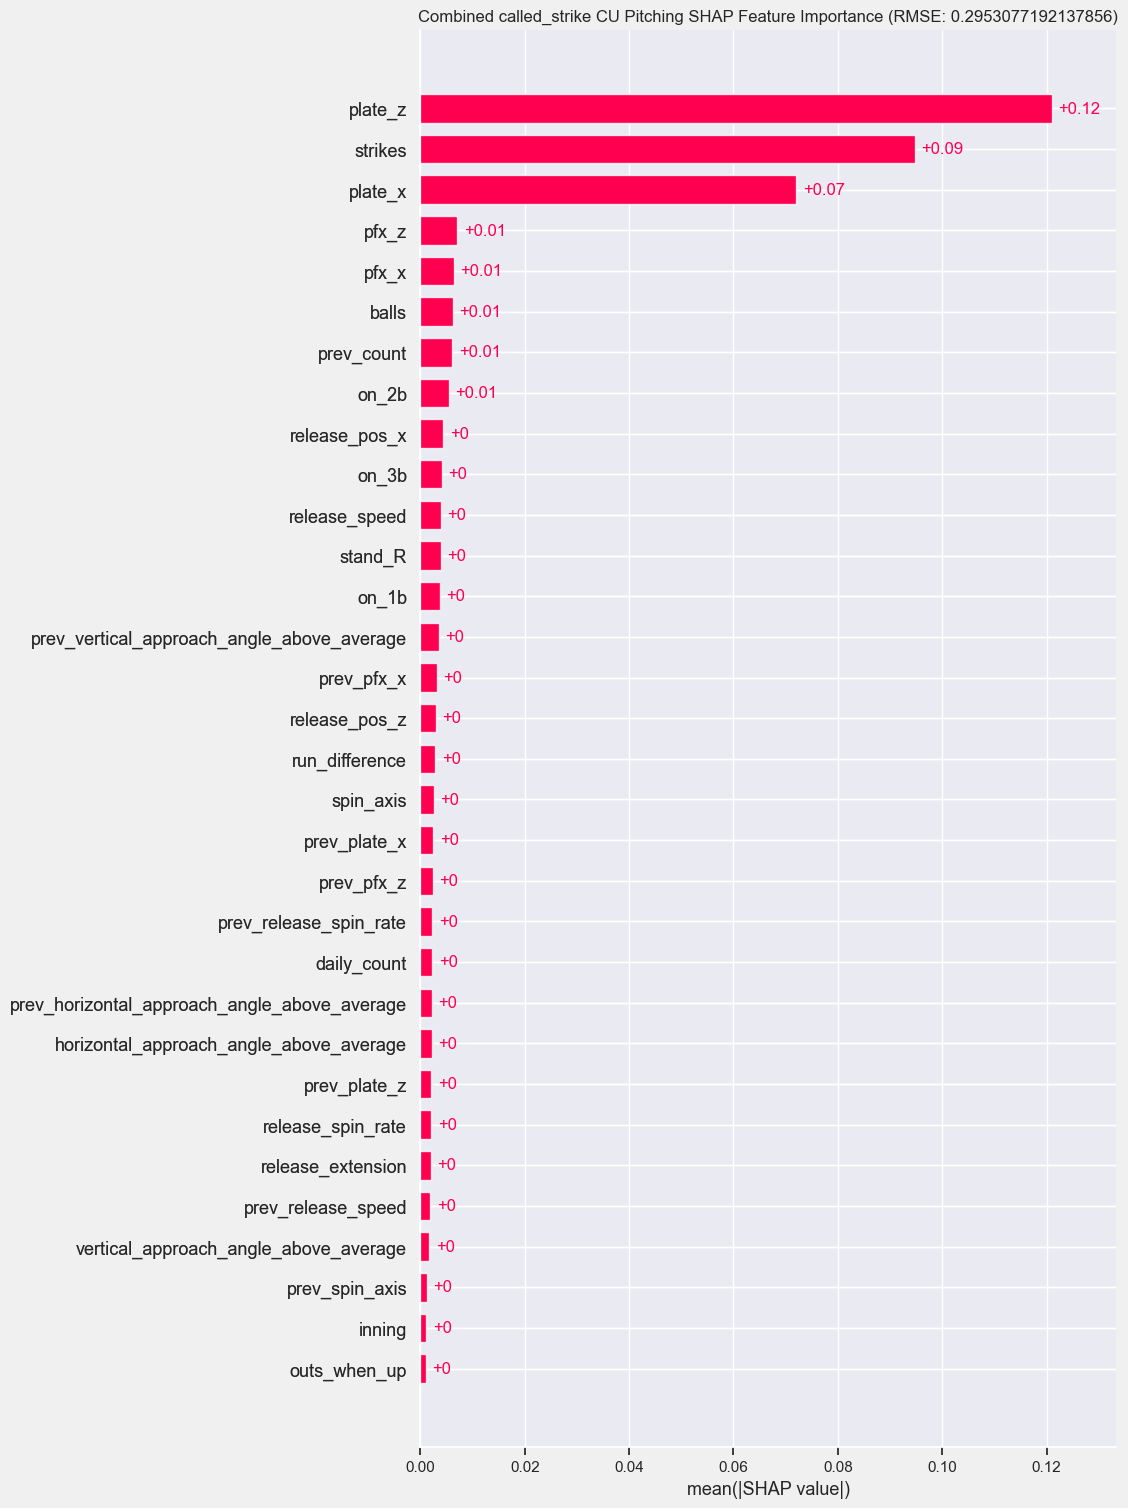 Combined called_strike CU Pitching SHAP Feature Importance (RMSE: 0.2953077192137856)
plate_z +0.12
strikes +0.09
plate_x +0.07
pfx_z +0.01
pfx_x +0.01
balls +0.01
prev_count +0.01
on_2b +0.01
release_pos_x +0
on_3b +0
release_speed +0
stand_R +0
on_1b +0
prev_vertical_approach_angle_above_average +0
prev_pfx_x +0
release_pos_z +0
run_difference +0
spin_axis +0
prev_plate_x +0
prev_pfx_z +0
prev_release_spin_rate +0
daily_count +0
prev_horizontal_approach_angle_above_average +0
horizontal_approach_angle_above_average +0
prev_plate_z +0
release_spin_rate +0
release_extension +0
prev_release_speed +0
vertical_approach_angle_above_average +0
prev_spin_axis +0
inning +0
outs_when_up +0
0.00 0.02 0.04 0.06 0.08 0.10 0.12
mean(|SHAP value|)